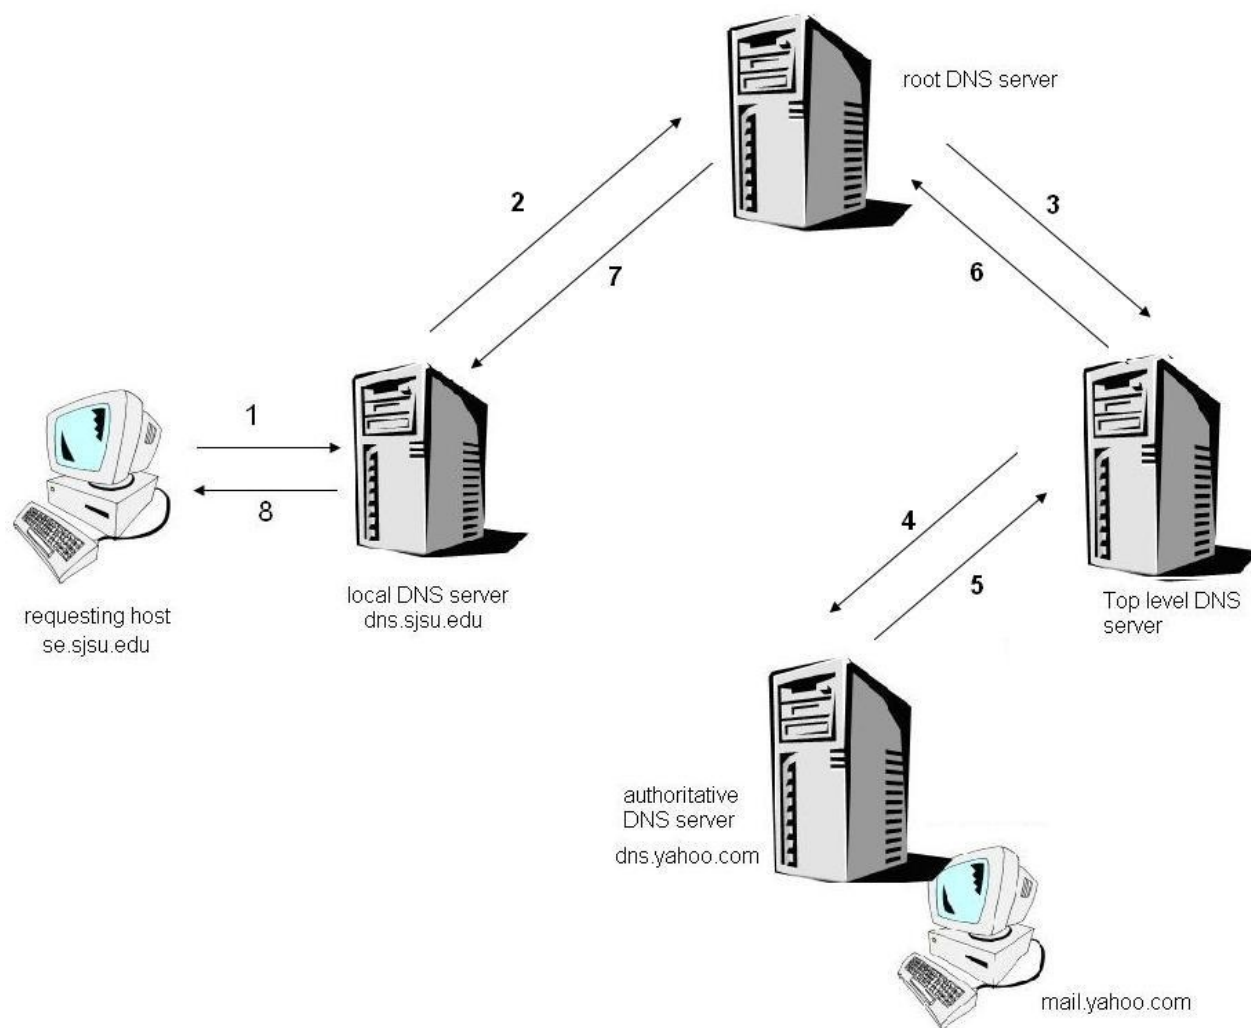 root DNS server
2
3
7
6
1
8
4
5
local DNS server
dns.sjsu.edu
requesting host
se.sjsu.edu
Top level DNS
server
authoritative
DNS server
dns.yahoo.com
mail.yahoo.com